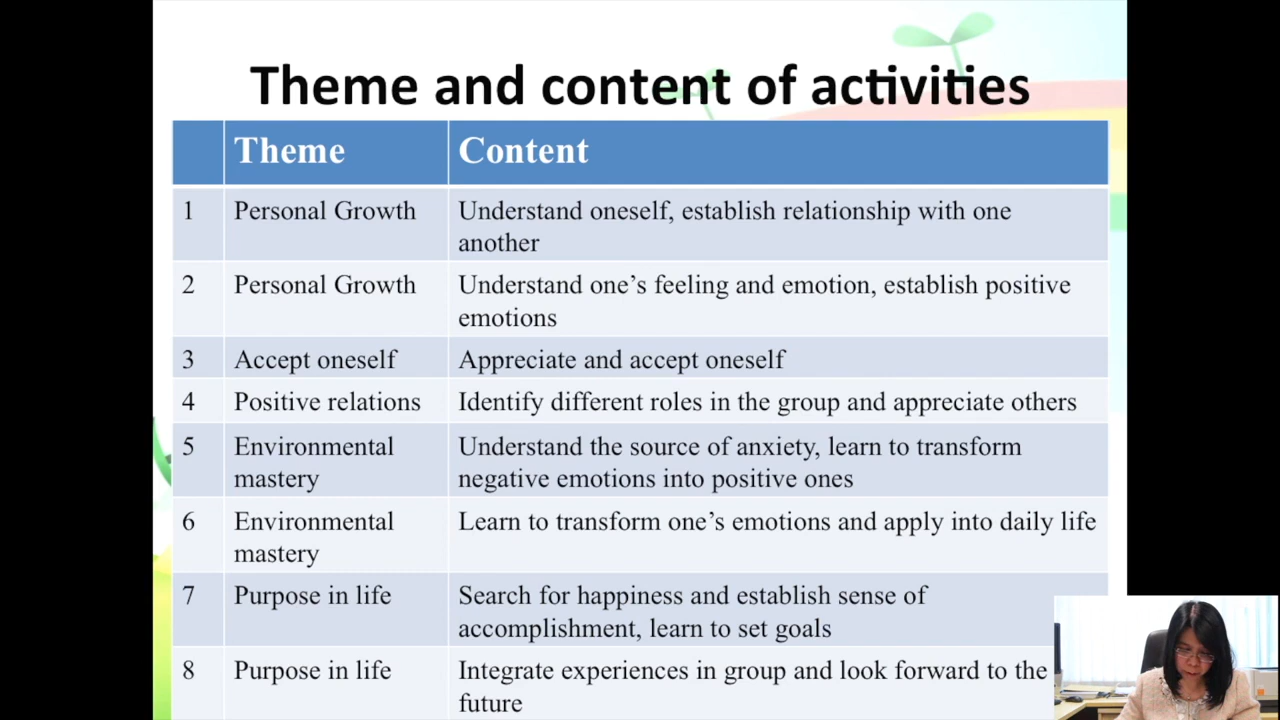 Theme and content of activities
Theme Content
1 Personal Growth Understand oneself, establish relationship with one
another
2 Personal Growth Understand one’s feeling and emotion, establish positive
emotions
3 Accept oneself Appreciate and accept oneself
4 Positive relations Identify different roles in the group and appreciate others
5 Environmental Understand the source of anxiety, learn to transform
mastery negative emotions into positive ones
6 Environmental Learn to transform one’s emotions and apply into daily life
mastery
7 Purpose in life Search for happiness and establish sense of
accomplishment, learn to set goals
8 Purpose in life Integrate experiences in group and look forward to the
future